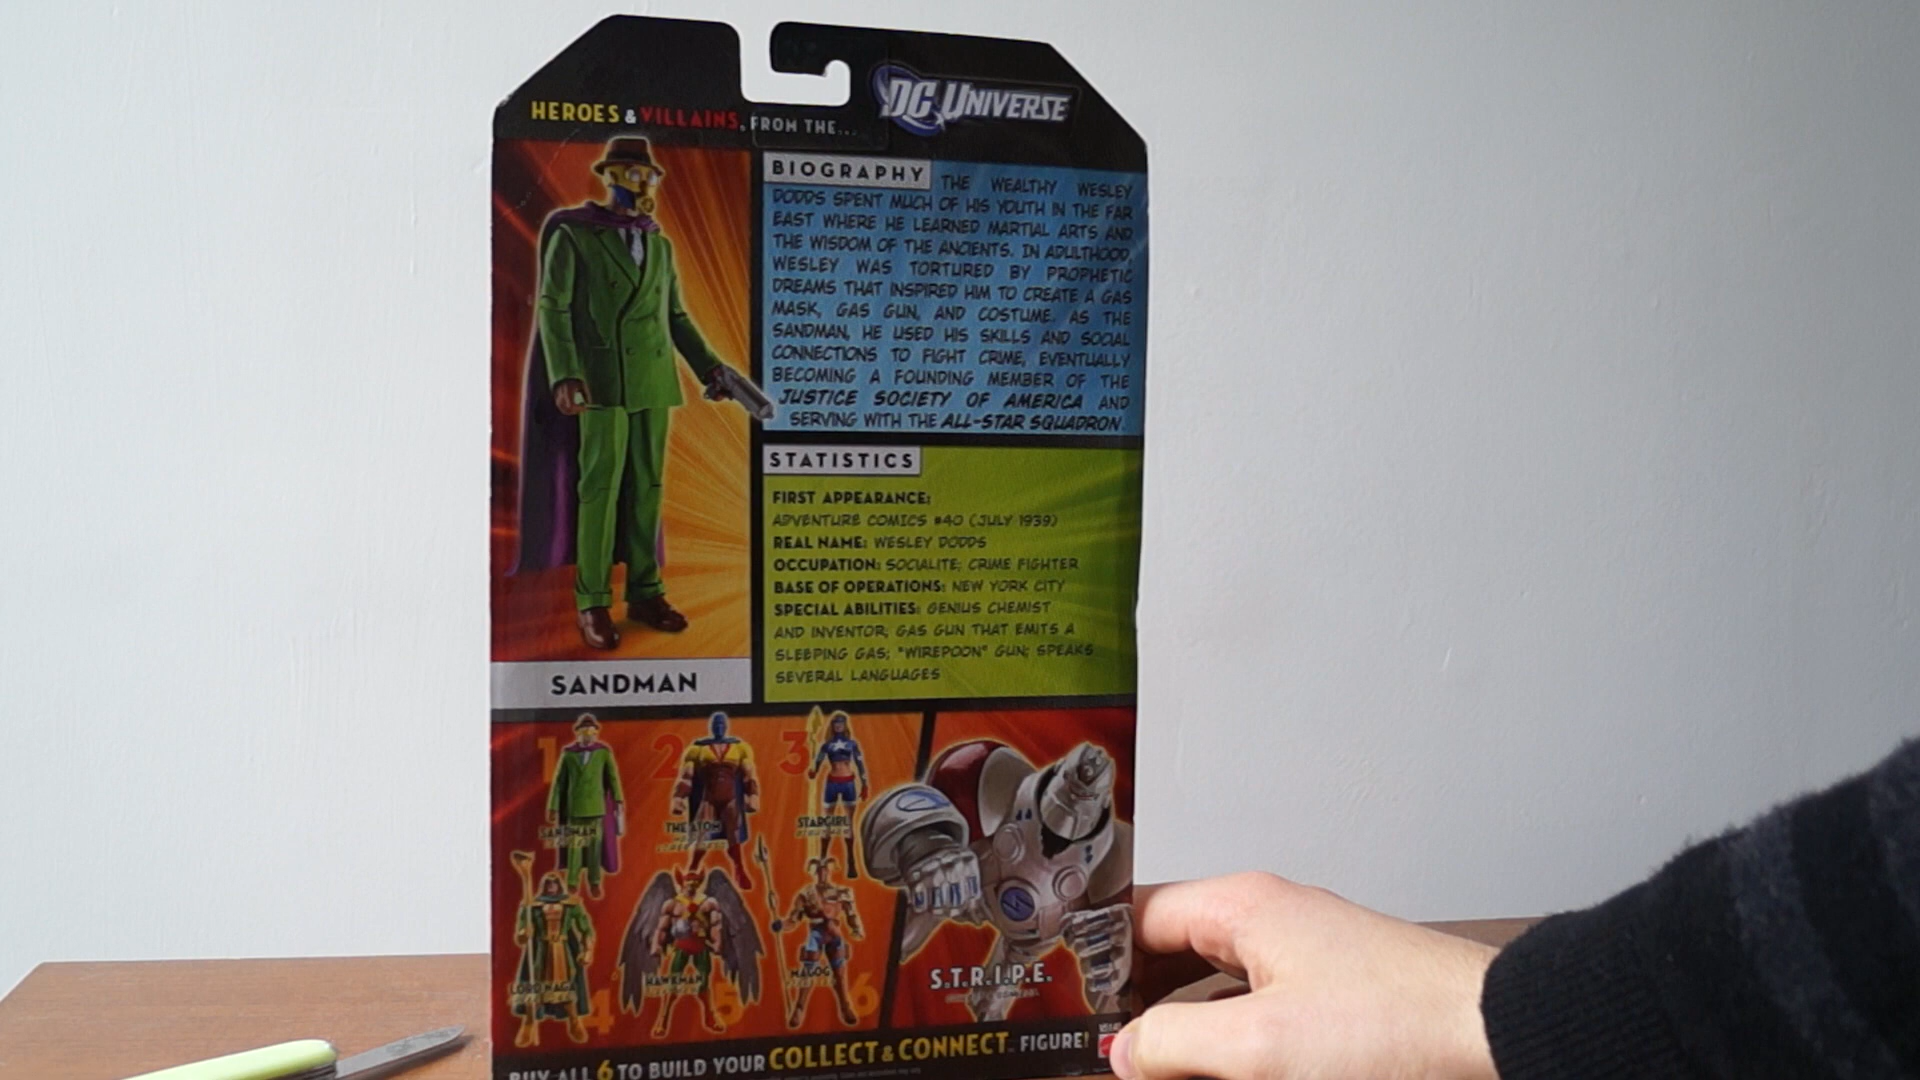 HEROES & VILLAINS, FROM THE...
DC UNIVERSE
BIOGRAPHY
THE WEALTHY WESLEY
DODDS SPENT MUCH OF HIS YOUTH IN THE FAR
EAST WHERE HE LEARNED MARTIAL ARTS AND
THE WISDOM OF THE ANCIENTS. IN ADULTHOOD,
WESLEY WAS TORTURED BY PROPHETIC
DREAMS THAT INSPIRED HIM TO CREATE A GAS
MASK, GAS GUN, AND COSTUME. AS THE
SANDMAN, HE USED HIS SKILLS AND SOCIAL
CONNECTIONS TO FIGHT CRIME, EVENTUALLY
BECOMING A FOUNDING MEMBER OF THE
JUSTICE SOCIETY OF AMERICA AND
SERVING WITH THE ALL-STAR SQUADRON.
STATISTICS
FIRST APPEARANCE:
ADVENTURE COMICS #40 (JULY 1939)
REAL NAME: WESLEY DODDS
OCCUPATION: SOCIALITE; CRIME FIGHTER
BASE OF OPERATIONS: NEW YORK CITY
SPECIAL ABILITIES: GENIUS CHEMIST
AND INVENTOR; GAS GUN THAT EMITS A
SLEEPING GAS; "WIREPOON" GUN; SPEAKS
SEVERAL LANGUAGES
SANDMAN
1
SANDMAN
2
THE ATOM
3
STARGIRL
4
5
HAWKMAN
6
MAGOG
S.T.R.I.P.E.
BUY ALL 6 TO BUILD YOUR COLLECT & CONNECT™ FIGURE!